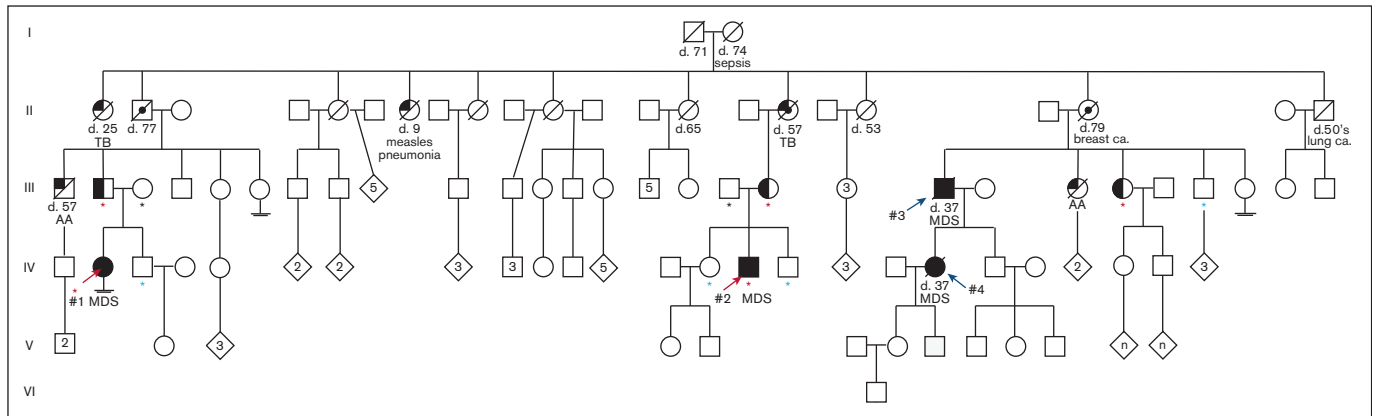 I
d. 71
d. 74
sepsis
II
d. 25
TB
d. 77
d. 9
measles
pneumonia
d.65
d. 57
TB
d. 53
d.79
breast ca.
d.50's
lung ca.
III
d. 57
AA
*
*
5
5
*
*
3
#3
d. 37
MDS
AA
*
*
IV
*
#1 MDS
*
2
2
3
3
5
*
#2
*
MDS
*
3
d. 37
MDS
#4
2
3
V
2
3
n
n
VI